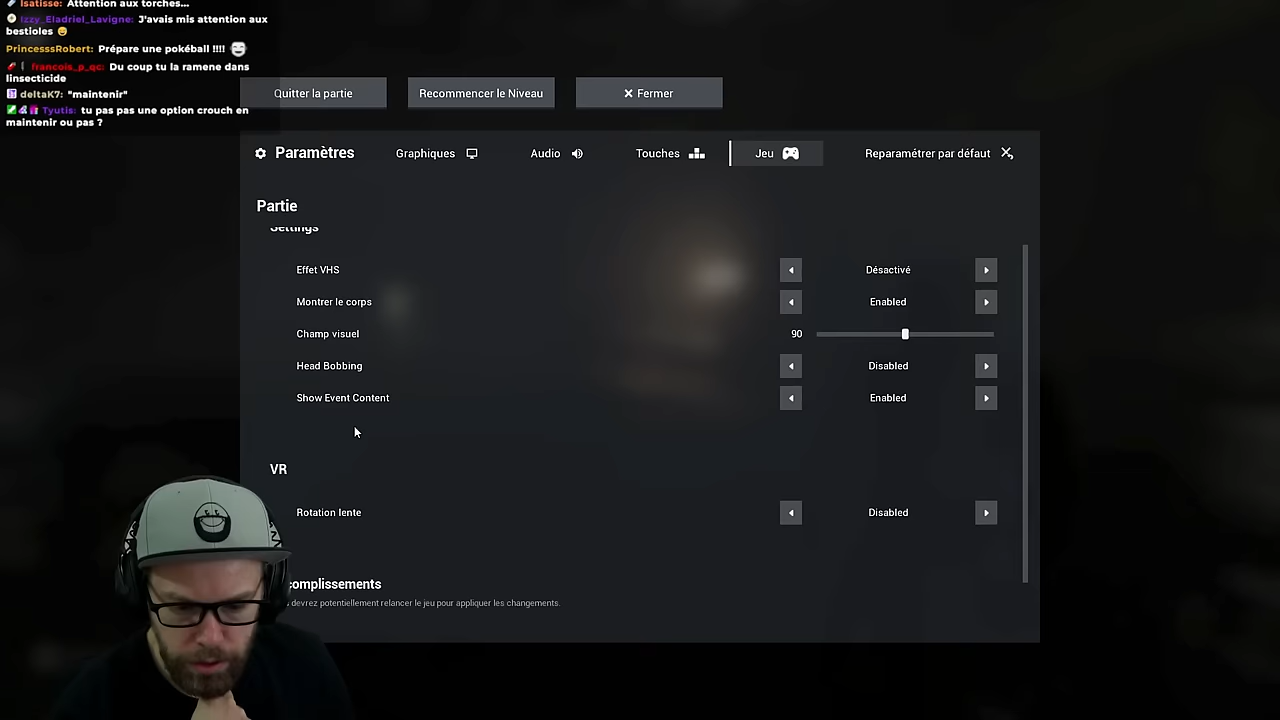 Isatisse: Attention aux torches...
Izzy_Eladriel_Lavigne: J'avais mis attention aux
bestioles
PrincesssRobert: Prépare une pokéball !!!!
francois_p_qc: Du coup tu la ramene dans
linsecticide
deltaK7: "maintenir"
Tyutis: tu pas pas une option crouch en
maintenir ou pas ?
Quitter la partie
Recommencer le Niveau
Fermer
Paramètres
Graphiques
Audio
Touches
Jeu
Reparamétrer par défaut
Partie
Settings
Effet VHS
Désactivé
Montrer le corps
Enabled
Champ visuel
90
Head Bobbing
Disabled
Show Event Content
Enabled
VR
Rotation lente
Disabled
complissements
devrez potentiellement relancer le jeu pour appliquer les changements.